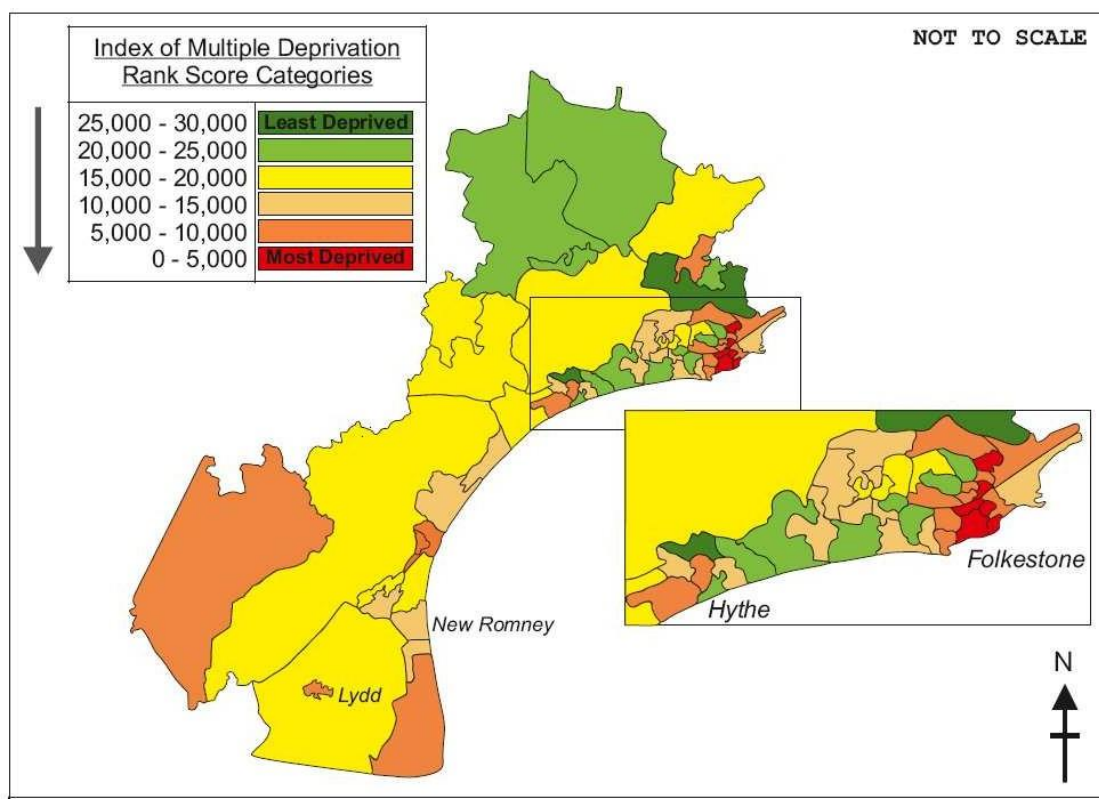 NOT TO SCALE
Index of Multiple Deprivation
Rank Score Categories
25,000 - 30,000 Least Deprived
20,000 - 25,000
15,000 - 20,000
10,000 - 15,000
5,000 - 10,000
0 - 5,000 Most Deprived
Folkestone
Hythe
New Romney
Lydd
N